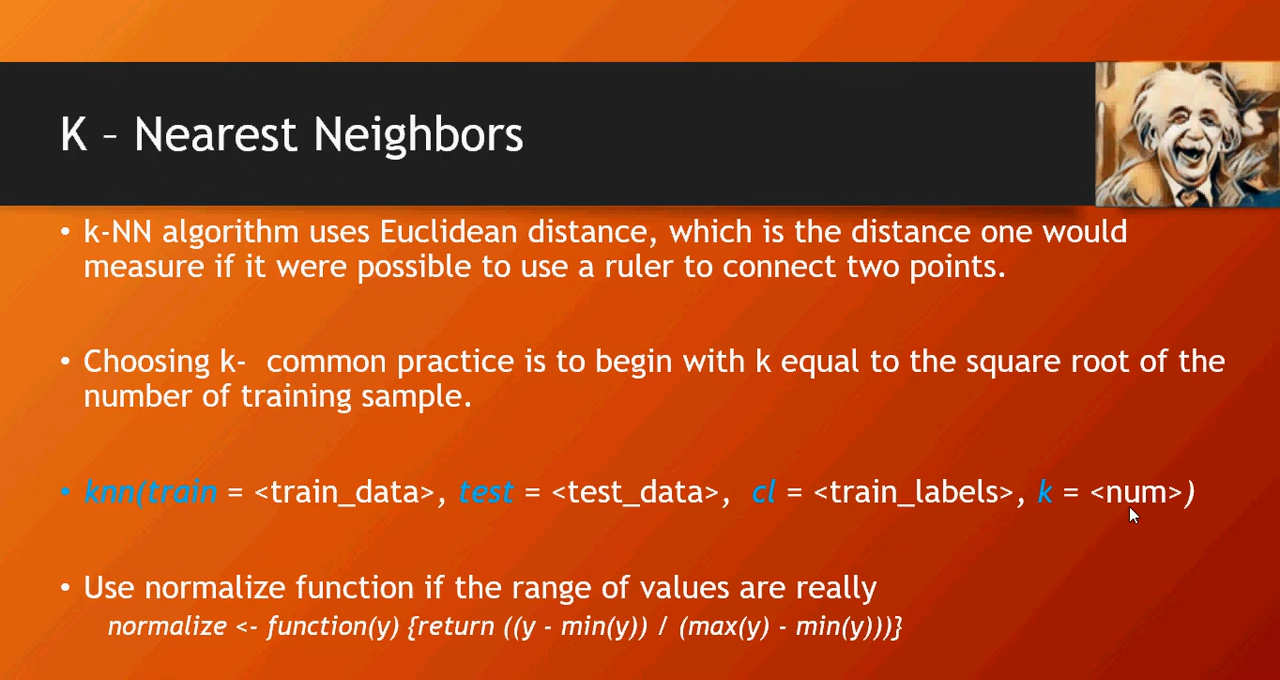 K – Nearest Neighbors
• k-NN algorithm uses Euclidean distance, which is the distance one would
measure if it were possible to use a ruler to connect two points.
• Choosing k-  common practice is to begin with k equal to the square root of the
number of training sample.
• knn(train = <train_data>, test = <test_data>,  cl = <train_labels>, k = <num>)
• Use normalize function if the range of values are really
normalize <- function(y) {return ((y - min(y)) / (max(y) - min(y)))}